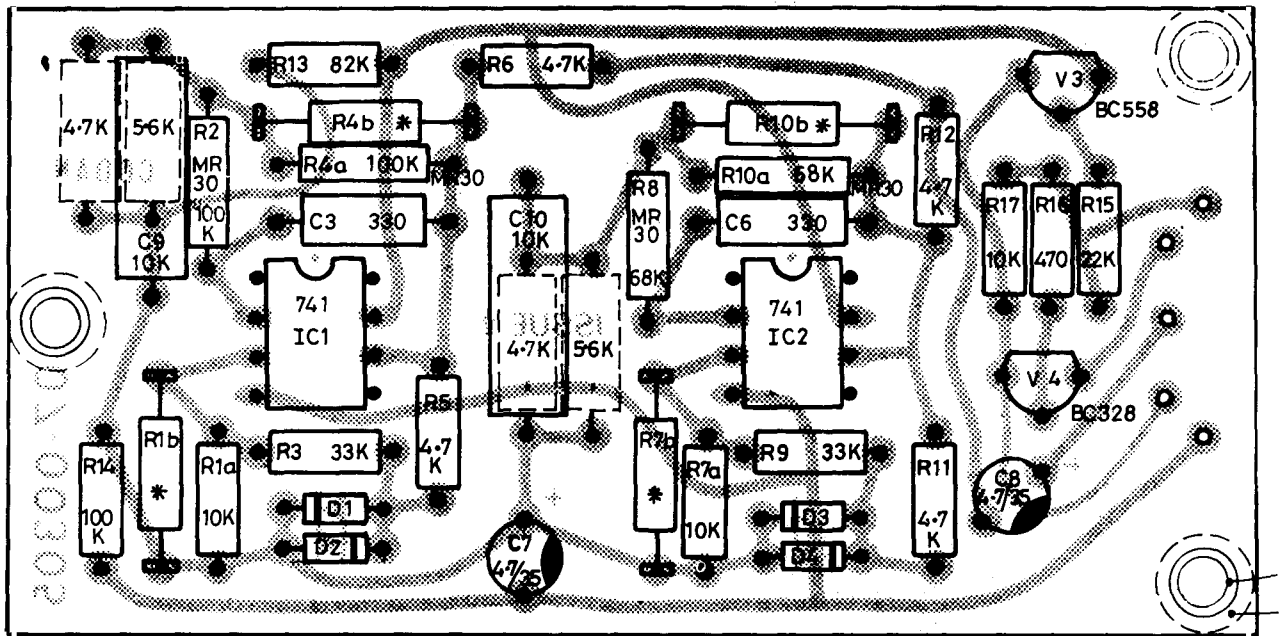 R13 82K
R6 4·7K
V3
BC558
4·7K
56K
R2
MR
30
100
K
R4b *
R4a 100K
MR30
R10b *
R10a 68K
MR30
R12
4·7
K
C9
10K
C3 330
C10
10K
R8
MR
30
68K
C6 330
R17
10K
R16
470
R15
22K
741
IC1
ISSUE
4·7K
56K
741
IC2
V4
BC328
R14
100
K
R1b
*
R1a
10K
R3 33K
R5
4·7
K
R7b
*
R7a
10K
R9 33K
R11
4·7
K
C8
4·7/35
+
D1
D2
+
C7
47/35
D3
D4